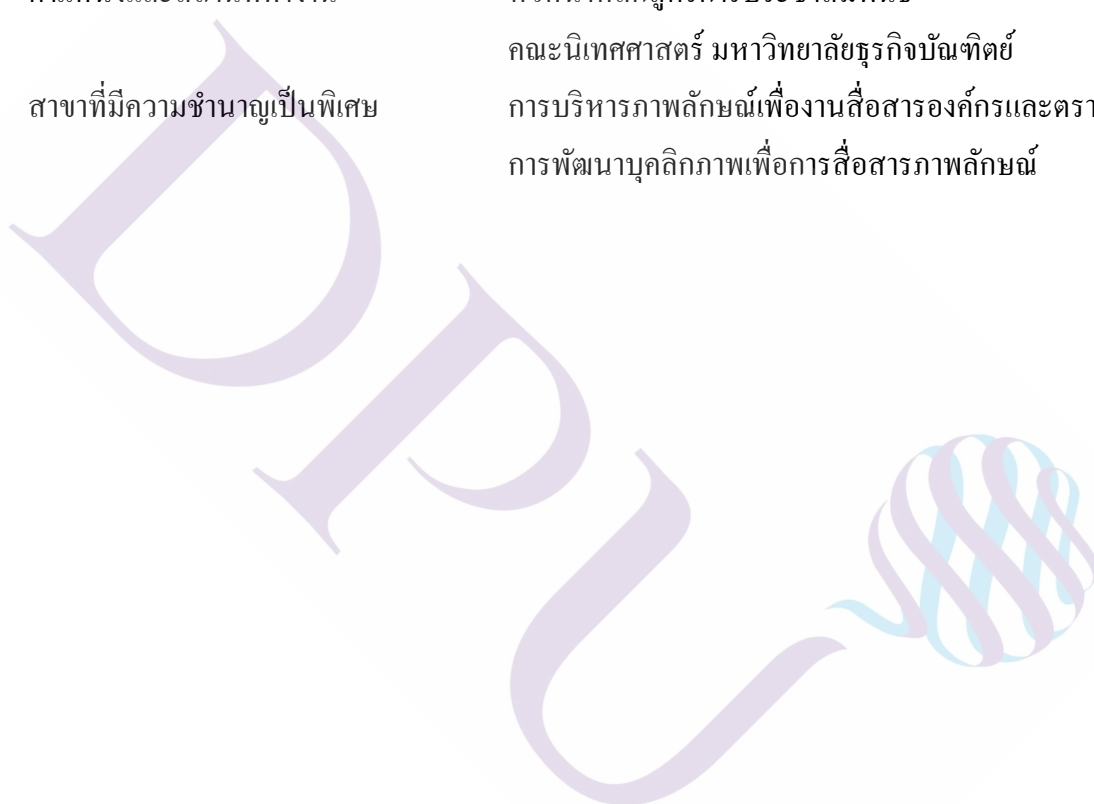 คณะนิเทศศาสตร์ มหาวิทยาลัยธุรกิจบัณฑิตย์
สาขาที่มีความชำนาญเป็นพิเศษ การบริหารภาพลักษณ์เพื่องานสื่อสารองค์กรและตรา
การพัฒนาบุคลิกภาพเพื่อการสื่อสารภาพลักษณ์
DPU